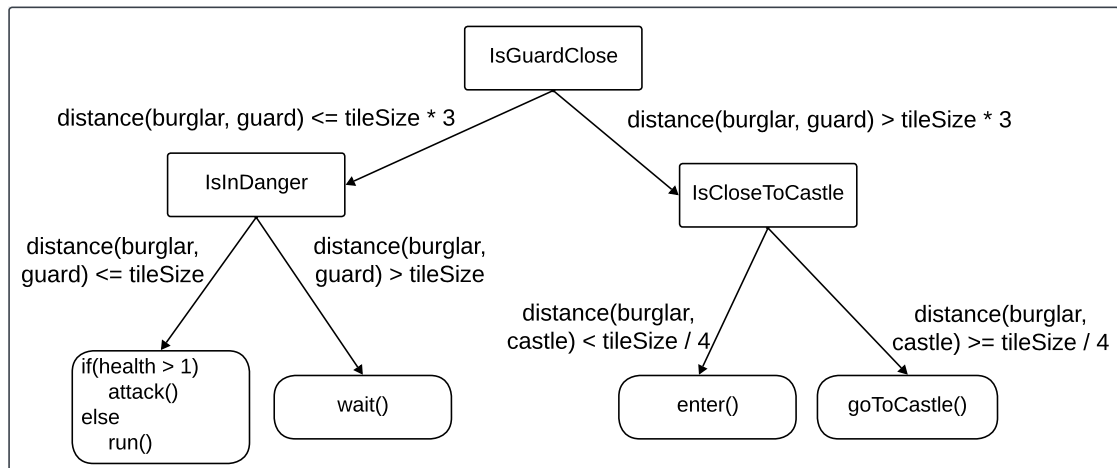 IsGuardClose
distance(burglar, guard) <= tileSize * 3
distance(burglar, guard) > tileSize * 3
IsInDanger
IsCloseToCastle
distance(burglar,
guard) <= tileSize
distance(burglar,
guard) > tileSize
distance(burglar,
castle) < tileSize / 4
distance(burglar,
castle) >= tileSize / 4
if(health > 1)
attack()
else
run()
wait()
enter()
goToCastle()